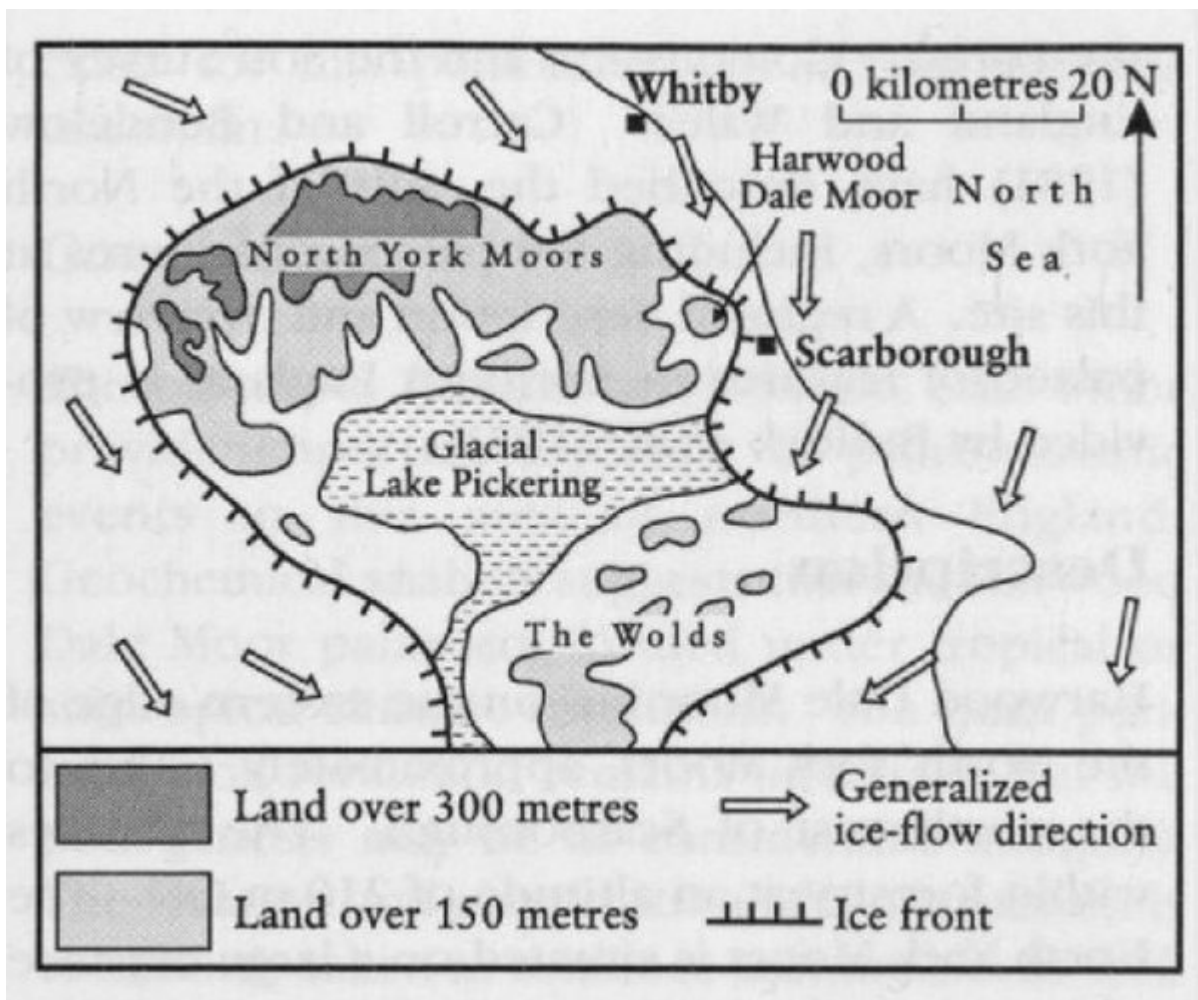 Whitby
0 kilometres 20 N
Harwood
Dale Moor
North
Sea
North York Moors
Scarborough
Glacial
Lake Pickering
The Wolds
Land over 300 metres
Generalized
ice-flow direction
Land over 150 metres
Ice front